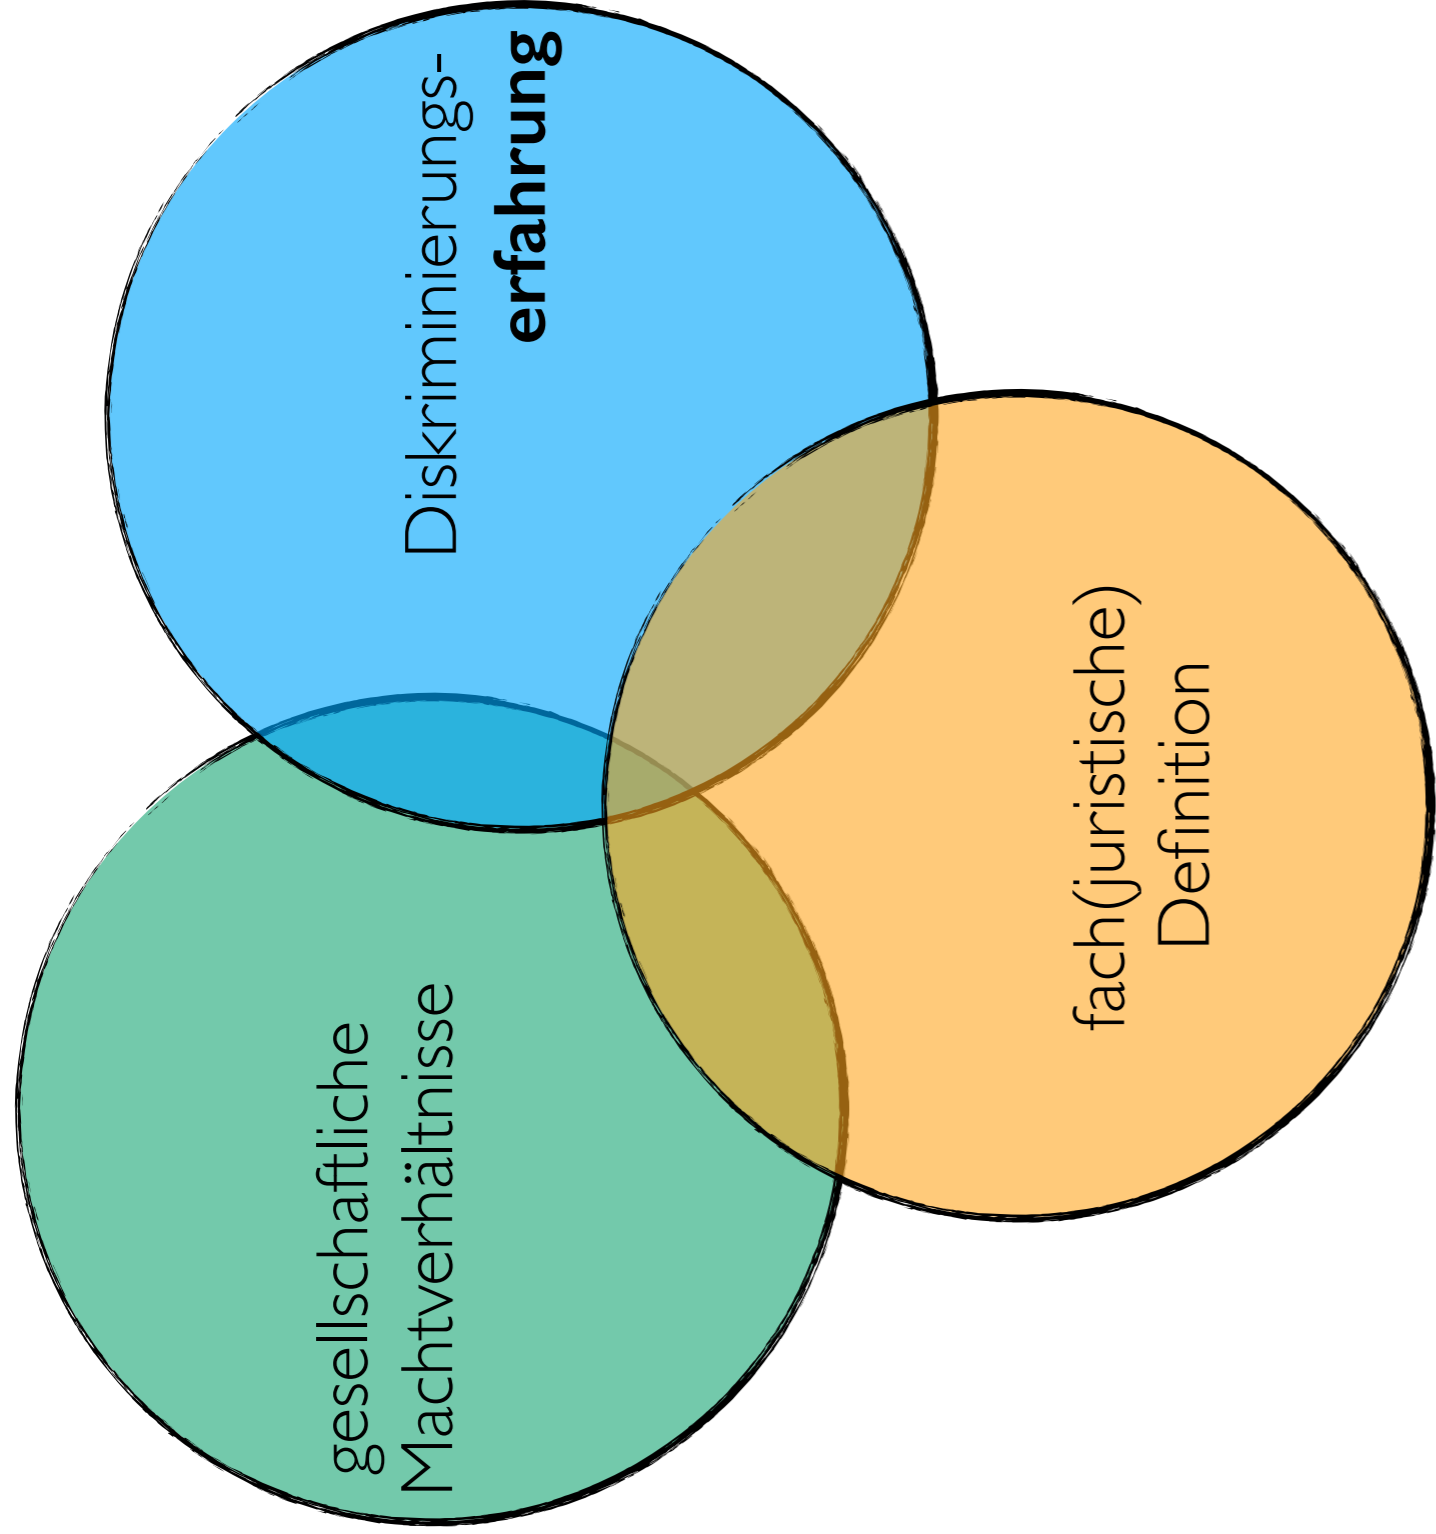 gesellschaftliche
Machtverhältnisse
Diskriminierungs-
erfahrung
fach(juristische)
Definition